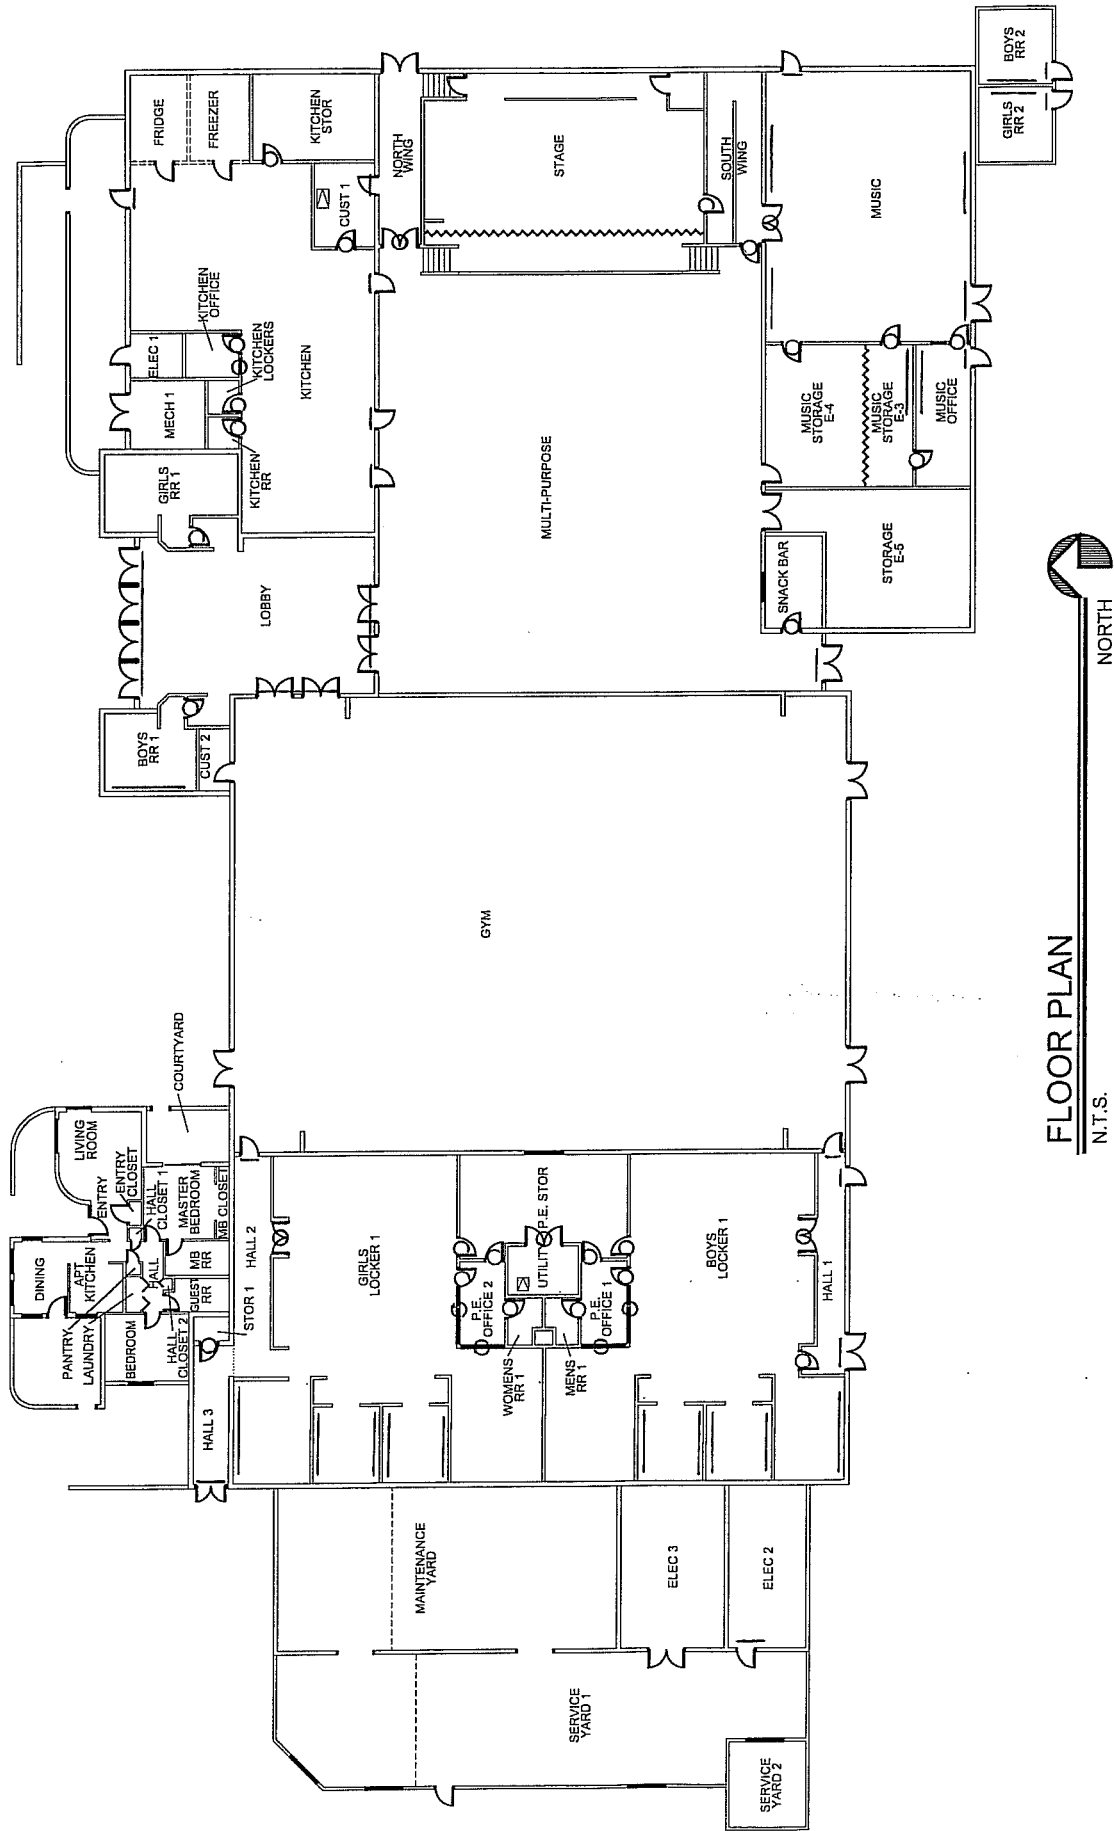 BOYS
RR 2
GIRLS
RR 2
FRIDGE
FREEZER
KITCHEN
STOR
NORTH
WING
STAGE
SOUTH
WING
MUSIC
CUST 1
KITCHEN
OFFICE
ELEC 1
KITCHEN
LOCKERS
MECH 1
KITCHEN
KITCHEN
RR
GIRLS
RR 1
MULTI-PURPOSE
MUSIC
STORAGE
E-4
MUSIC
STORAGE
E-3
MUSIC
OFFICE
STORAGE
E-5
SNACK BAR
LOBBY
BOYS
RR 1
CUST 2
GYM
COURTYARD
LIVING
ROOM
ENTRY
ENTRY
CLOSET
HALL
CLOSET 1
MASTER
BEDROOM
MB CLOSET
DINING
APT
KITCHEN
HALL
MB
RR
GUEST
RR
PANTRY
LAUNDRY
BEDROOM
HALL
CLOSET 2
STOR 1
HALL 2
HALL 3
GIRLS
LOCKER 1
P.E. STOR
UTILITY
P.E.
OFFICE 2
P.E.
OFFICE 1
WOMENS
RR 1
MENS
RR 1
BOYS
LOCKER 1
HALL 1
MAINTENANCE
YARD
ELEC 3
ELEC 2
SERVICE
YARD 1
SERVICE
YARD 2
FLOOR PLAN
N.T.S.
NORTH